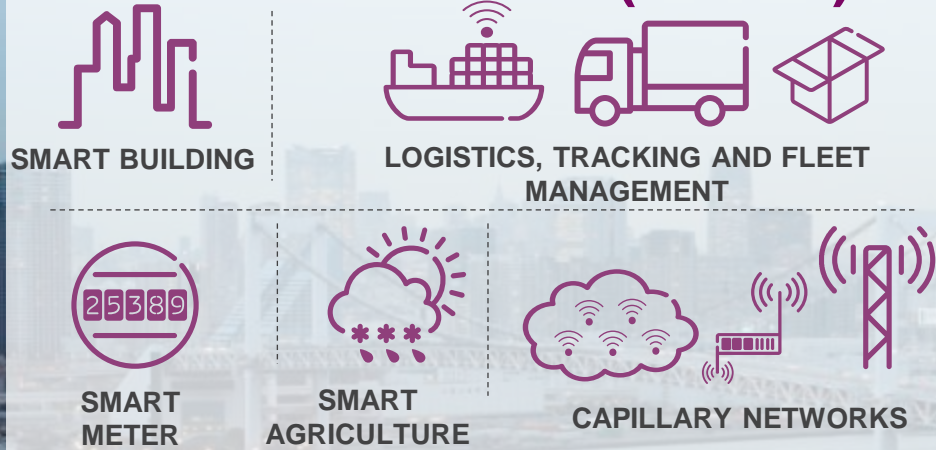 SMART BUILDING
LOGISTICS, TRACKING AND FLEET
MANAGEMENT
25389
SMART
METER
SMART
AGRICULTURE
CAPILLARY NETWORKS